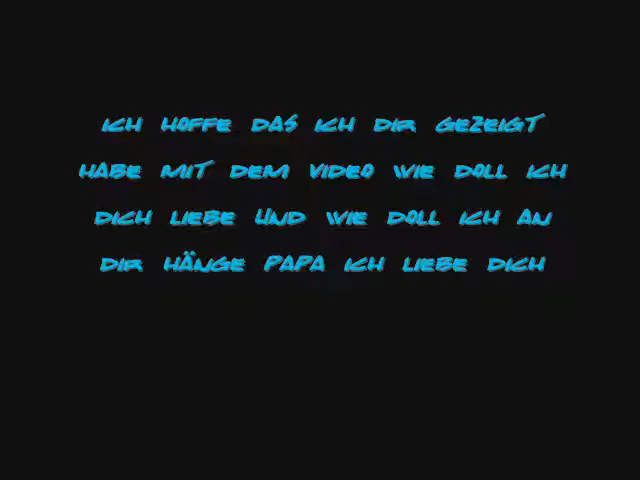 ICH HOFFE DAS ICH DIR GEZEIGT
HABE MIT DEM VIDEO WIE DOLL ICH
DICH LIEBE UND WIE DOLL ICH AN
DIR HÄNGE PAPA ICH LIEBE DICH